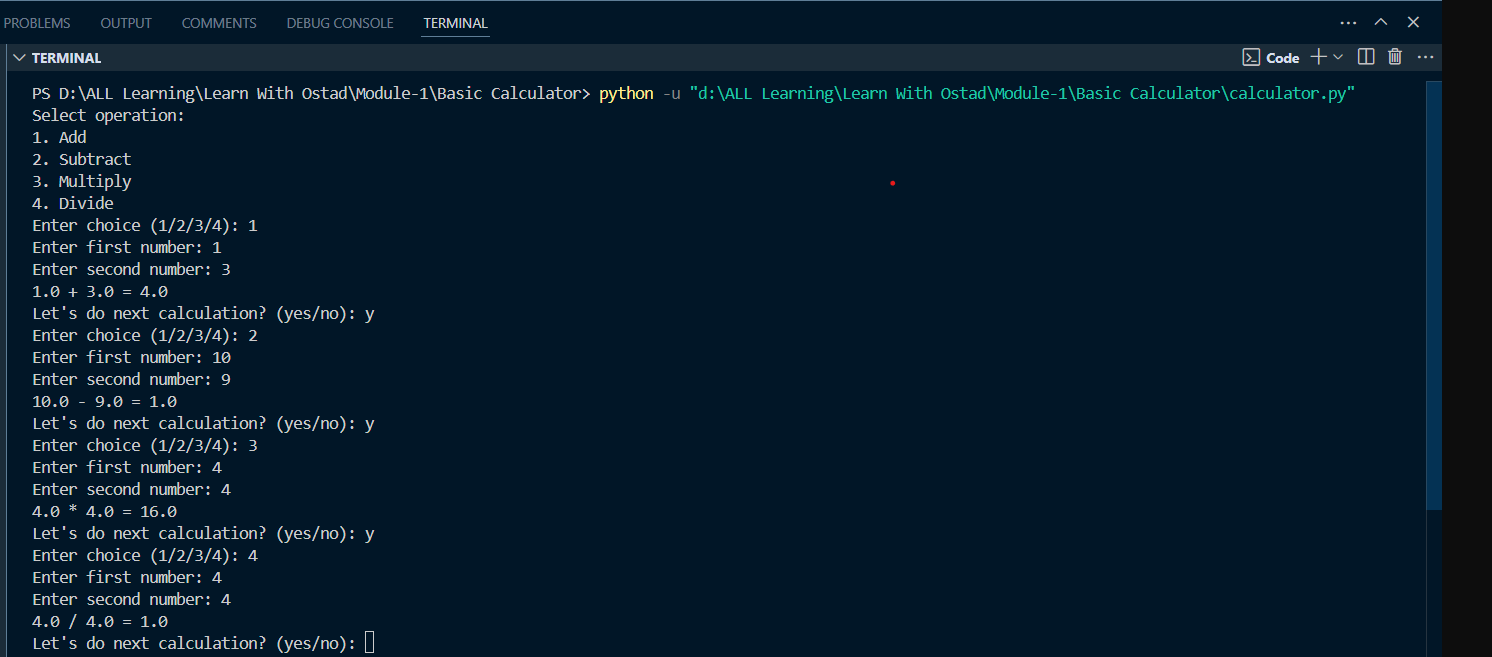 PROBLEMS OUTPUT COMMENTS DEBUG CONSOLE TERMINAL
TERMINAL Code
PS D:\ALL Learning\Learn With Ostad\Module-1\Basic Calculator> python -u "d:\ALL Learning\Learn With Ostad\Module-1\Basic Calculator\calculator.py"
Select operation:
1. Add
2. Subtract
3. Multiply
4. Divide
Enter choice (1/2/3/4): 1
Enter first number: 1
Enter second number: 3
1.0 + 3.0 = 4.0
Let's do next calculation? (yes/no): y
Enter choice (1/2/3/4): 2
Enter first number: 10
Enter second number: 9
10.0 - 9.0 = 1.0
Let's do next calculation? (yes/no): y
Enter choice (1/2/3/4): 3
Enter first number: 4
Enter second number: 4
4.0 * 4.0 = 16.0
Let's do next calculation? (yes/no): y
Enter choice (1/2/3/4): 4
Enter first number: 4
Enter second number: 4
4.0 / 4.0 = 1.0
Let's do next calculation? (yes/no):